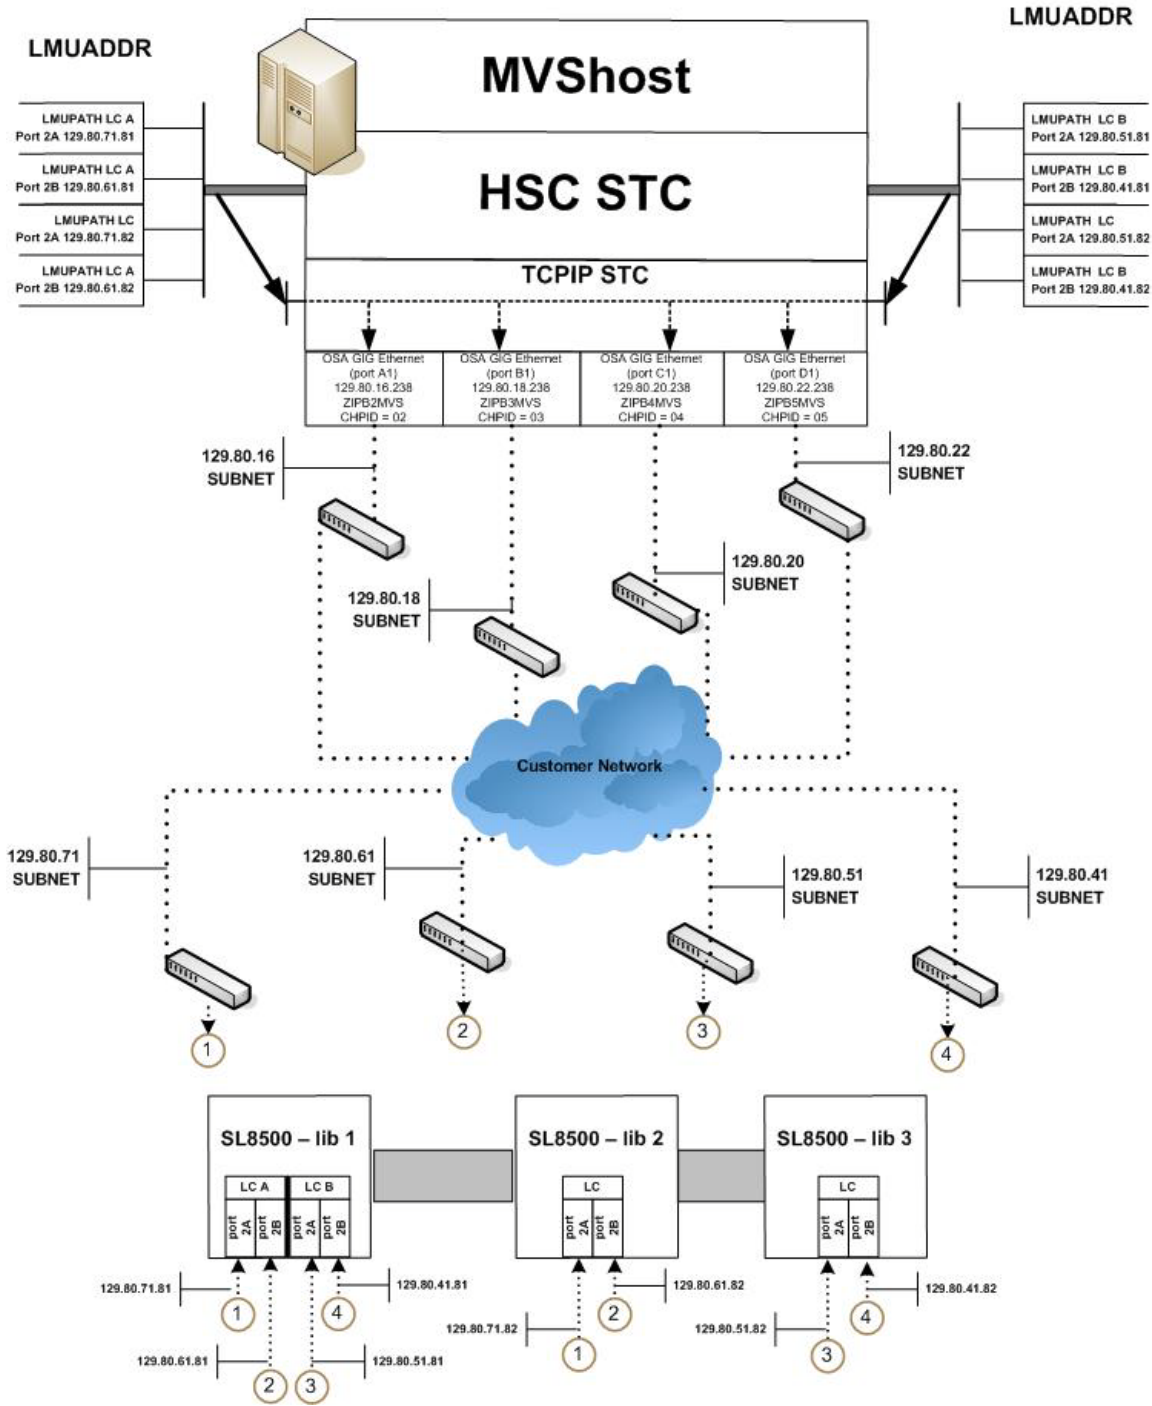 LMUADDR
LMUADDR
MVShost
LMUPATH LC A
Port 2A 129.80.71.81
LMUPATH LC A
Port 2B 129.80.61.81
LMUPATH LC
Port 2A 129.80.71.82
LMUPATH LC A
Port 2B 129.80.61.82
LMUPATH LC B
Port 2A 129.80.51.81
LMUPATH LC B
Port 2B 129.80.41.81
LMUPATH LC
Port 2A 129.80.51.82
LMUPATH LC B
Port 2B 129.80.41.82
HSC STC
TCPIP STC
OSA GIG Ethernet
(port A1)
129.80.16.238
ZIPB2MVS
CHPID = 02
OSA GIG Ethernet
(port B1)
129.80.18.238
ZIPB3MVS
CHPID = 03
OSA GIG Ethernet
(port C1)
129.80.20.238
ZIPB4MVS
CHPID = 04
OSA GIG Ethernet
(port D1)
129.80.22.238
ZIPB5MVS
CHPID = 05
129.80.16
SUBNET
129.80.22
SUBNET
129.80.18
SUBNET
129.80.20
SUBNET
Customer Network
129.80.71
SUBNET
129.80.61
SUBNET
129.80.51
SUBNET
129.80.41
SUBNET
1
2
3
4
SL8500 – lib 1
LC A
LC B
port
2A
port
2B
port
2A
port
2B
SL8500 – lib 2
LC
port
2A
port
2B
SL8500 – lib 3
LC
port
2A
port
2B
129.80.71.81
1
129.80.41.81
4
129.80.61.81
2
129.80.51.81
3
129.80.61.82
2
129.80.71.82
1
129.80.41.82
4
129.80.51.82
3